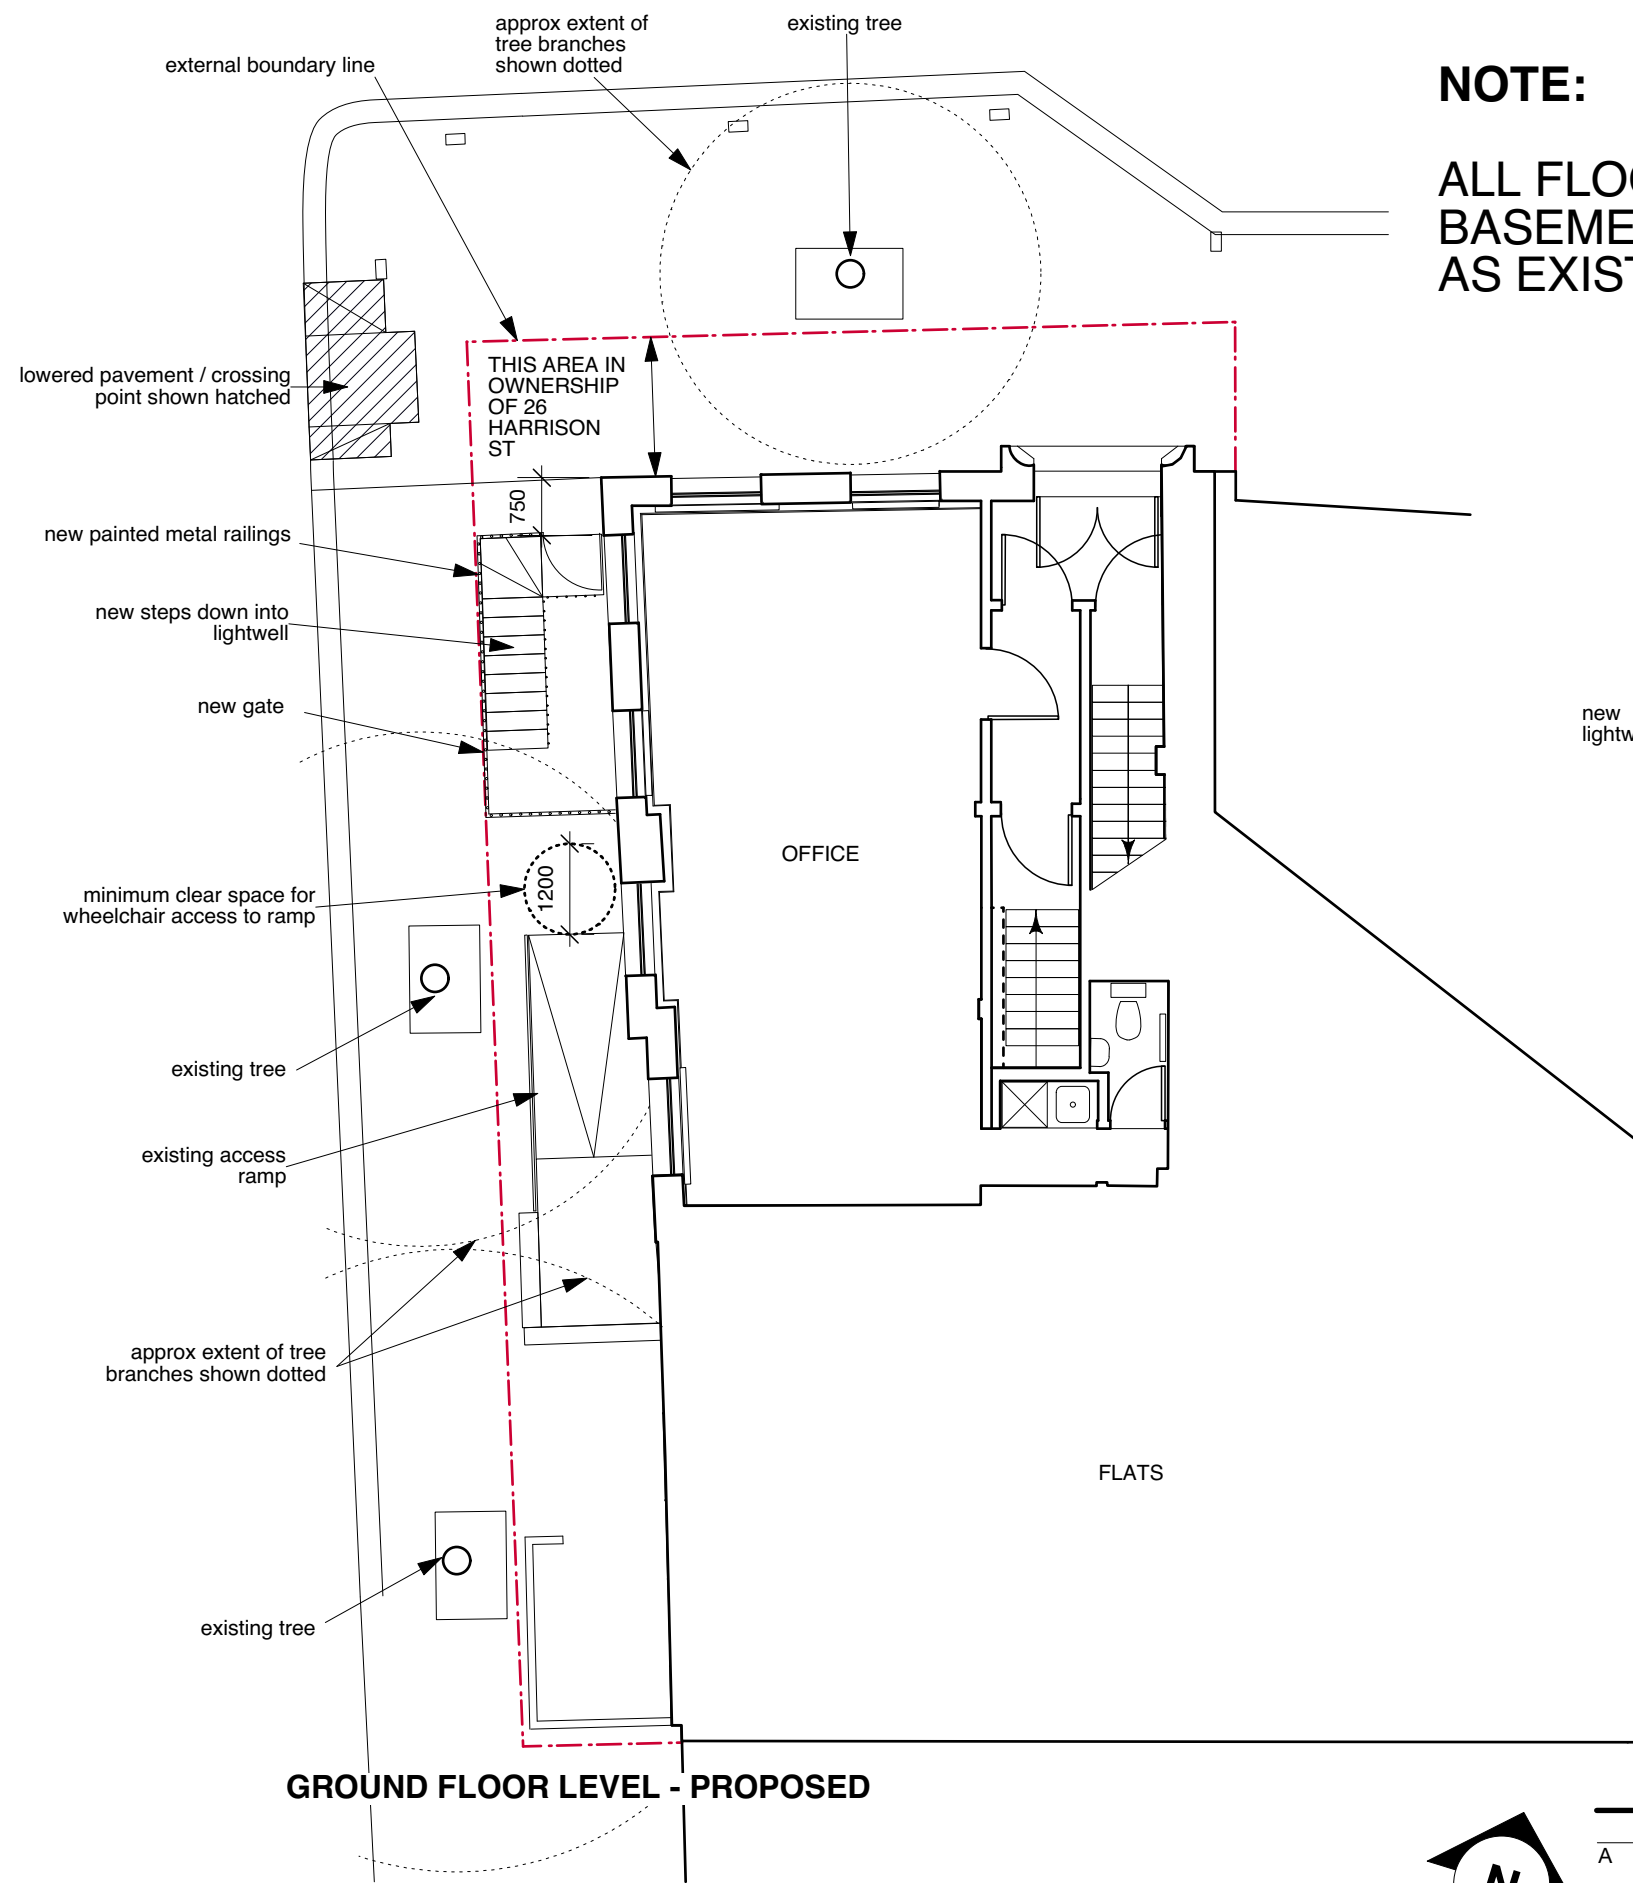 approx extent of
tree branches
shown dotted
existing tree
external boundary line
NOTE:
ALL FLOO
BASEME
AS EXIST
THIS AREA IN
OWNERSHIP
OF 26
HARRISON
ST
lowered pavement / crossing
point shown hatched
750
new painted metal railings
new steps down into
lightwell
new gate
new
lightw
OFFICE
1200
minimum clear space for
wheelchair access to ramp
existing tree
existing access
ramp
approx extent of tree
branches shown dotted
FLATS
existing tree
GROUND FLOOR LEVEL - PROPOSED
A
N